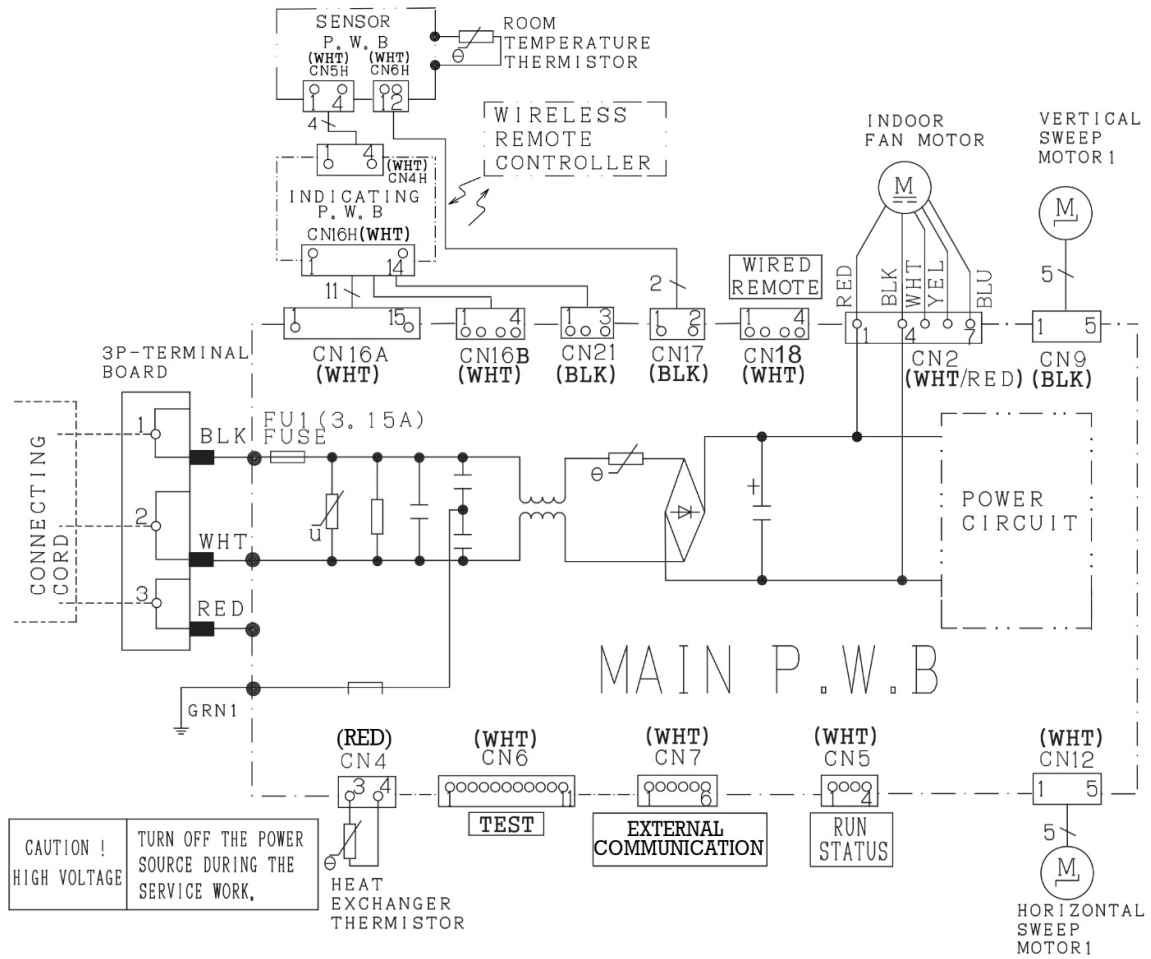 SENSOR
P.W.B
(WHT) (WHT)
CN5H CN6H
1 4 12
ROOM
TEMPERATURE
THERMISTOR
θ
4
1 4
(WHT)
CN4H
INDICATING
P.W.B
CN16H(WHT)
1 14
WIRELESS
REMOTE
CONTROLLER
INDOOR
FAN MOTOR
M
VERTICAL
SWEEP
MOTOR1
M
RED
BLK
WHT
YEL
BLU
11
2
5
WIRED
REMOTE
1 15
1 4
1 3
1 2
1 4
1 4 7
1 5
CN16A
(WHT)
CN16B
(WHT)
CN21
(BLK)
CN17
(BLK)
CN18
(WHT)
CN2
(WHT/RED)
CN9
(BLK)
3P-TERMINAL
BOARD
CONNECTING
CORD
1
2
3
BLK
WHT
RED
GRN1
FU1(3.15A)
FUSE
u
θ
+
POWER
CIRCUIT
MAIN P.W.B
(RED)
CN4
3 4
(WHT)
CN6
1 11
TEST
(WHT)
CN7
1 6
EXTERNAL
COMMUNICATION
(WHT)
CN5
1 4
RUN
STATUS
(WHT)
CN12
1 5
5
M
HORIZONTAL
SWEEP
MOTOR1
θ
HEAT
EXCHANGER
THERMISTOR
CAUTION !
HIGH VOLTAGE
TURN OFF THE POWER
SOURCE DURING THE
SERVICE WORK.